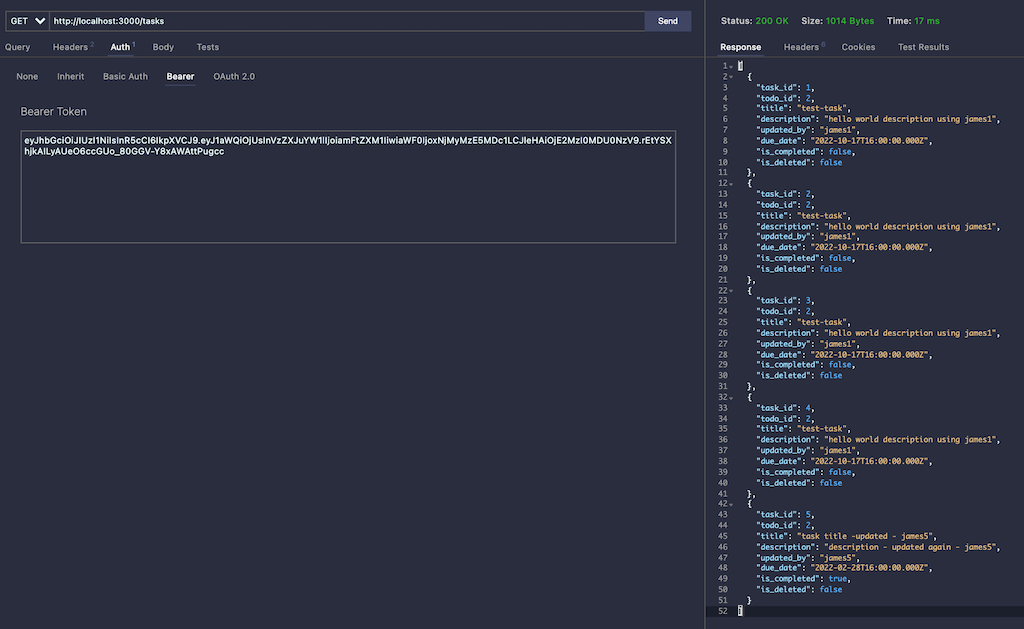 GET http://localhost:3000/tasks Send
Query Headers 2 Auth 1 Body Tests
None Inherit Basic Auth Bearer OAuth 2.0
Bearer Token
Status: 200 OK Size: 1014 Bytes Time: 17 ms
Response Headers 6 Cookies Test Results
1 [
2 {
3 "task_id": 1,
4 "todo_id": 2,
5 "title": "test-task",
6 "description": "hello world description using james1",
7 "updated_by": "james1",
8 "due_date": "2022-10-17T16:00:00.000Z",
9 "is_completed": false,
10 "is_deleted": false
11 },
12 {
13 "task_id": 2,
14 "todo_id": 2,
15 "title": "test-task",
16 "description": "hello world description using james1",
17 "updated_by": "james1",
18 "due_date": "2022-10-17T16:00:00.000Z",
19 "is_completed": false,
20 "is_deleted": false
21 },
22 {
23 "task_id": 3,
24 "todo_id": 2,
25 "title": "test-task",
26 "description": "hello world description using james1",
27 "updated_by": "james1",
28 "due_date": "2022-10-17T16:00:00.000Z",
29 "is_completed": false,
30 "is_deleted": false
31 },
32 {
33 "task_id": 4,
34 "todo_id": 2,
35 "title": "test-task",
36 "description": "hello world description using james1",
37 "updated_by": "james1",
38 "due_date": "2022-10-17T16:00:00.000Z",
39 "is_completed": false,
40 "is_deleted": false
41 },
42 {
43 "task_id": 5,
44 "todo_id": 2,
45 "title": "task title -updated - james5",
46 "description": "description - updated again - james5",
47 "updated_by": "james5",
48 "due_date": "2022-02-28T16:00:00.000Z",
49 "is_completed": true,
50 "is_deleted": false
51 }
52 ]